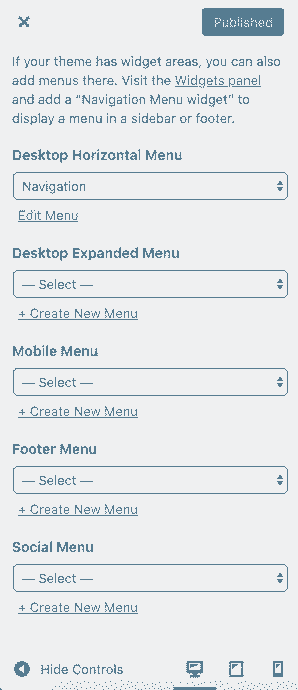 Published
If your theme has widget areas, you can also
add menus there. Visit the Widgets panel
and add a “Navigation Menu widget” to
display a menu in a sidebar or footer.
Desktop Horizontal Menu
Navigation
Edit Menu
Desktop Expanded Menu
— Select —
+ Create New Menu
Mobile Menu
— Select —
+ Create New Menu
Footer Menu
— Select —
+ Create New Menu
Social Menu
— Select —
+ Create New Menu
Hide Controls